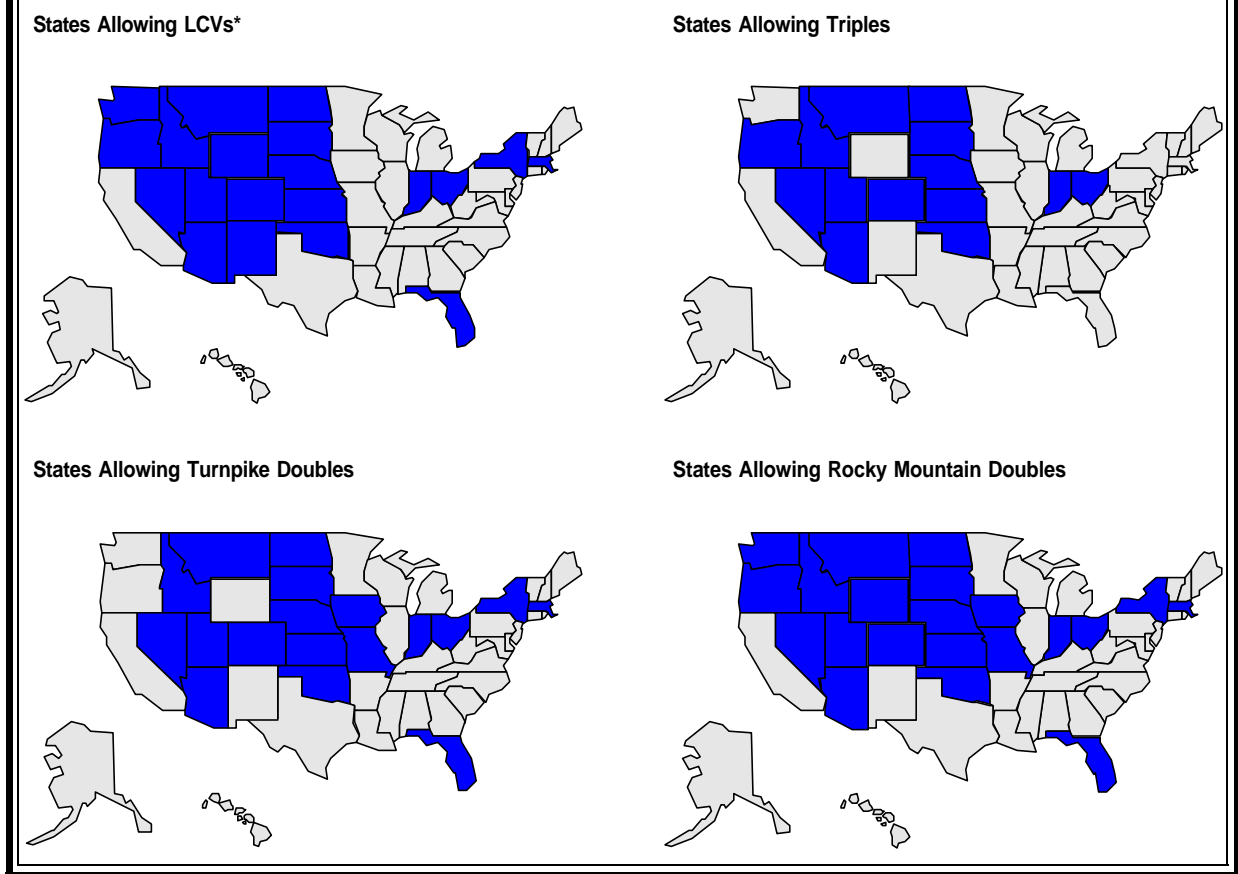 States Allowing LCVs*
States Allowing Triples
States Allowing Turnpike Doubles
States Allowing Rocky Mountain Doubles